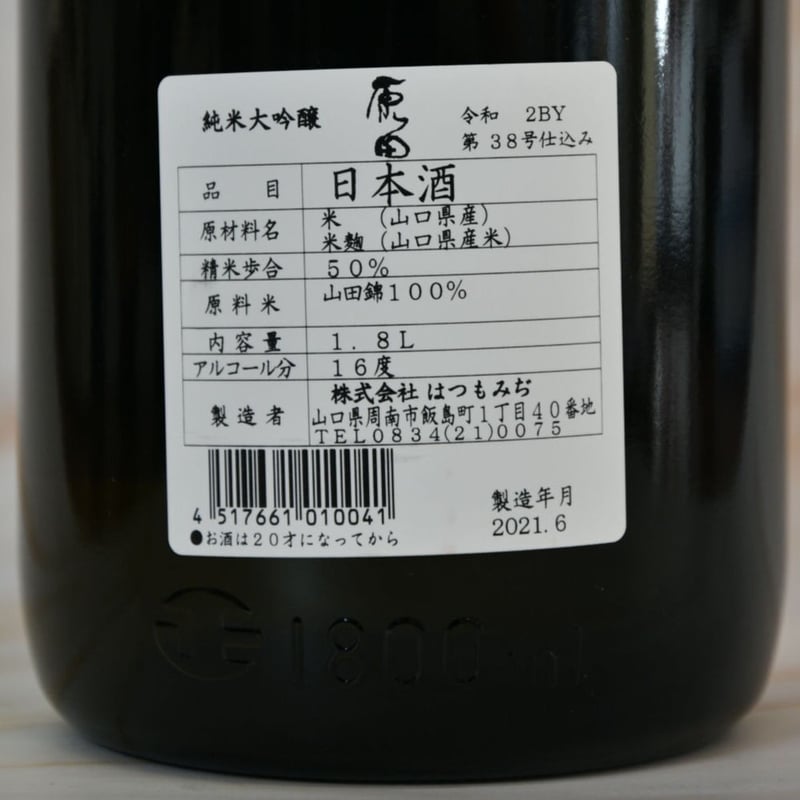 純米大吟醸
原田
令和 2BY
第 38号仕込み
品 目 日本酒
原材料名 米 (山口県産)
米麹(山口県産米)
精米歩合 50%
原料米 山田錦100%
内容量 1.8L
アルコール分 16度
製造者 株式会社 はつもみぢ
山口県周南市飯島町1丁目40番地
TEL0834(21)0075
4 517661 010041
製造年月
2021.6
●お酒は20才になってから
1800ml